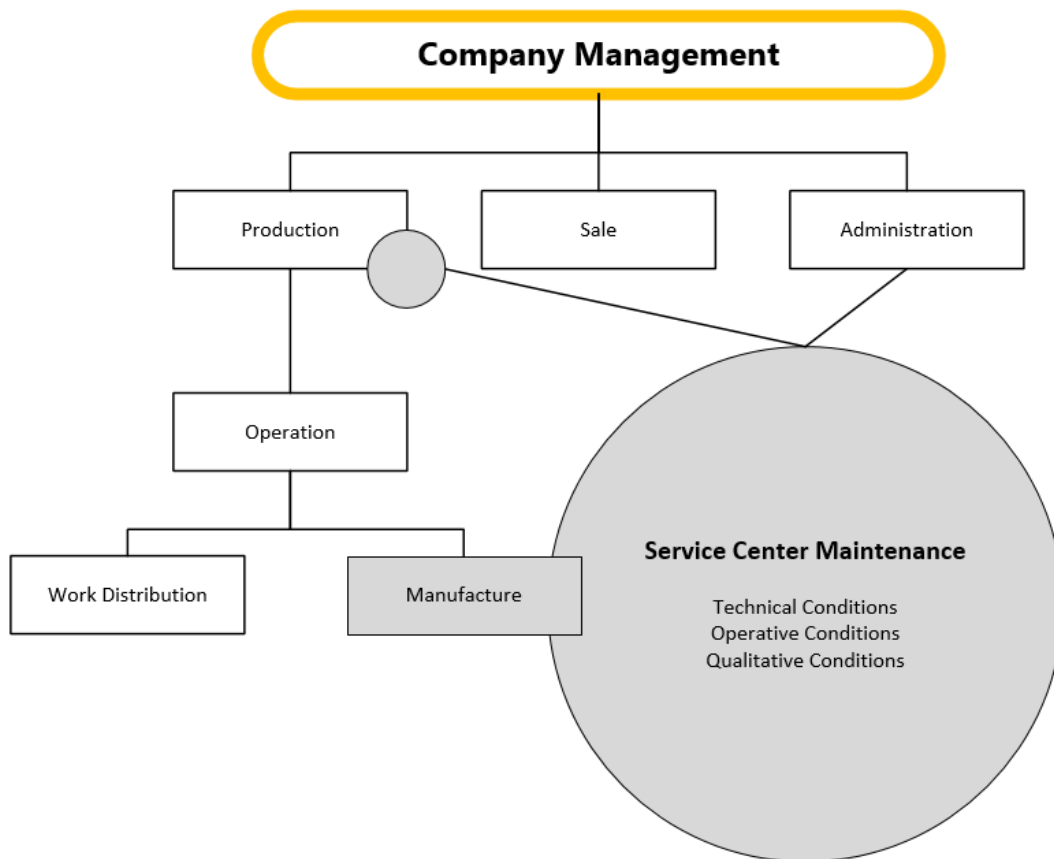 Company Management
Production
Sale
Administration
Operation
Work Distribution
Manufacture
Service Center Maintenance
Technical Conditions
Operative Conditions
Qualitative Conditions